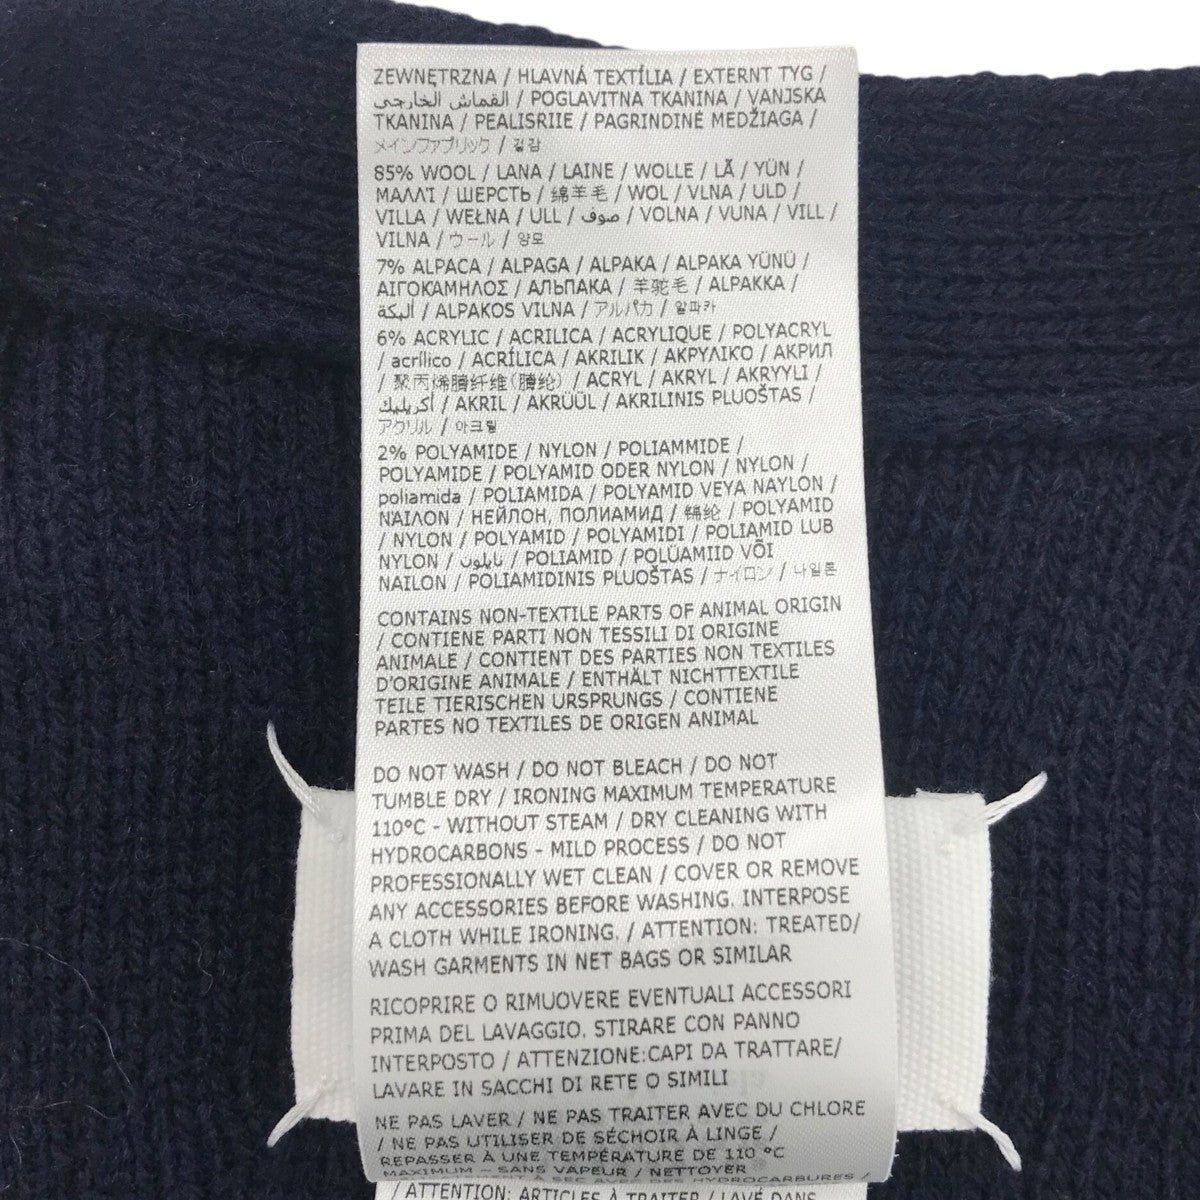 ZEWNĘTRZNA / HLAVNÁ TEXTÍLIA / EXTERNT TYG /
القماش الخارجي / POGLAVITNA TKANINA / VANJSKA
TKANINA / PEALISRIIE / PAGRINDINĖ MEDŽIAGA /
メインファブリック / 겉감
85% WOOL / LANA / LAINE / WOLLE / LÃ / YÜN /
ΜΑΛΛΊ / ШЕРСТЬ / 绵羊毛 / WOL / VLNA / ULD /
VILLA / WEŁNA / ULL / صوف / VOLNA / VUNA / VILL /
VILNA / ウール / 양모
7% ALPACA / ALPAGA / ALPAKA / ALPAKA YÜNÜ /
ΑΙΓΟΚΑΜΗΛΟΣ / АЛЬПАКА / 羊驼毛 / ALPAKKA /
ألبكة / ALPAKOS VILNA / アルパカ / 알파카
6% ACRYLIC / ACRILICA / ACRYLIQUE / POLYACRYL
/ acrílico / ACRÍLICA / AKRILIK / ΑΚΡΥΛΙΚΌ / АКРИЛ
/ 聚丙烯腈纤维(腈纶) / ACRYL / AKRYL / AKRYYLI /
أكريليك / AKRIL / AKRÜÜL / AKRILINIS PLUOŠTAS /
アクリル / 아크릴
2% POLYAMIDE / NYLON / POLIAMMIDE /
POLYAMIDE / POLYAMID ODER NYLON / NYLON /
poliamida / POLIAMIDA / POLYAMID VEYA NAYLON /
ΝΆΙΛΟΝ / НЕЙЛОН, ПОЛИАМИД / 锦纶 / POLYAMID
/ NYLON / POLYAMID / POLYAMIDI / POLIAMID LUB
NYLON / نايلون / POLIAMID / POLÜAMIID VÕI
NAILON / POLIAMIDINIS PLUOŠTAS / ナイロン / 나일론
CONTAINS NON-TEXTILE PARTS OF ANIMAL ORIGIN
/ CONTIENE PARTI NON TESSILI DI ORIGINE
ANIMALE / CONTIENT DES PARTIES NON TEXTILES
D'ORIGINE ANIMALE / ENTHÄLT NICHTTEXTILE
TEILE TIERISCHEN URSPRUNGS / CONTIENE
PARTES NO TEXTILES DE ORIGEN ANIMAL
DO NOT WASH / DO NOT BLEACH / DO NOT
TUMBLE DRY / IRONING MAXIMUM TEMPERATURE
110°C - WITHOUT STEAM / DRY CLEANING WITH
HYDROCARBONS - MILD PROCESS / DO NOT
PROFESSIONALLY WET CLEAN / COVER OR REMOVE
ANY ACCESSORIES BEFORE WASHING. INTERPOSE
A CLOTH WHILE IRONING. / ATTENTION: TREATED/
WASH GARMENTS IN NET BAGS OR SIMILAR
RICOPRIRE O RIMUOVERE EVENTUALI ACCESSORI
PRIMA DEL LAVAGGIO. STIRARE CON PANNO
INTERPOSTO / ATTENZIONE:CAPI DA TRATTARE/
LAVARE IN SACCHI DI RETE O SIMILI
NE PAS LAVER / NE PAS TRAITER AVEC DU CHLORE
/ NE PAS UTILISER DE SÉCHOIR À LINGE /
REPASSER À UNE TEMPÉRATURE DE 110 °C
MAXIMUM - SANS VAPEUR / NETTOYER
A SEC AVEC DES HYDROCARBURES /
/ ATTENTION: ARTICLES À TRAITER / LAVÉ DANS